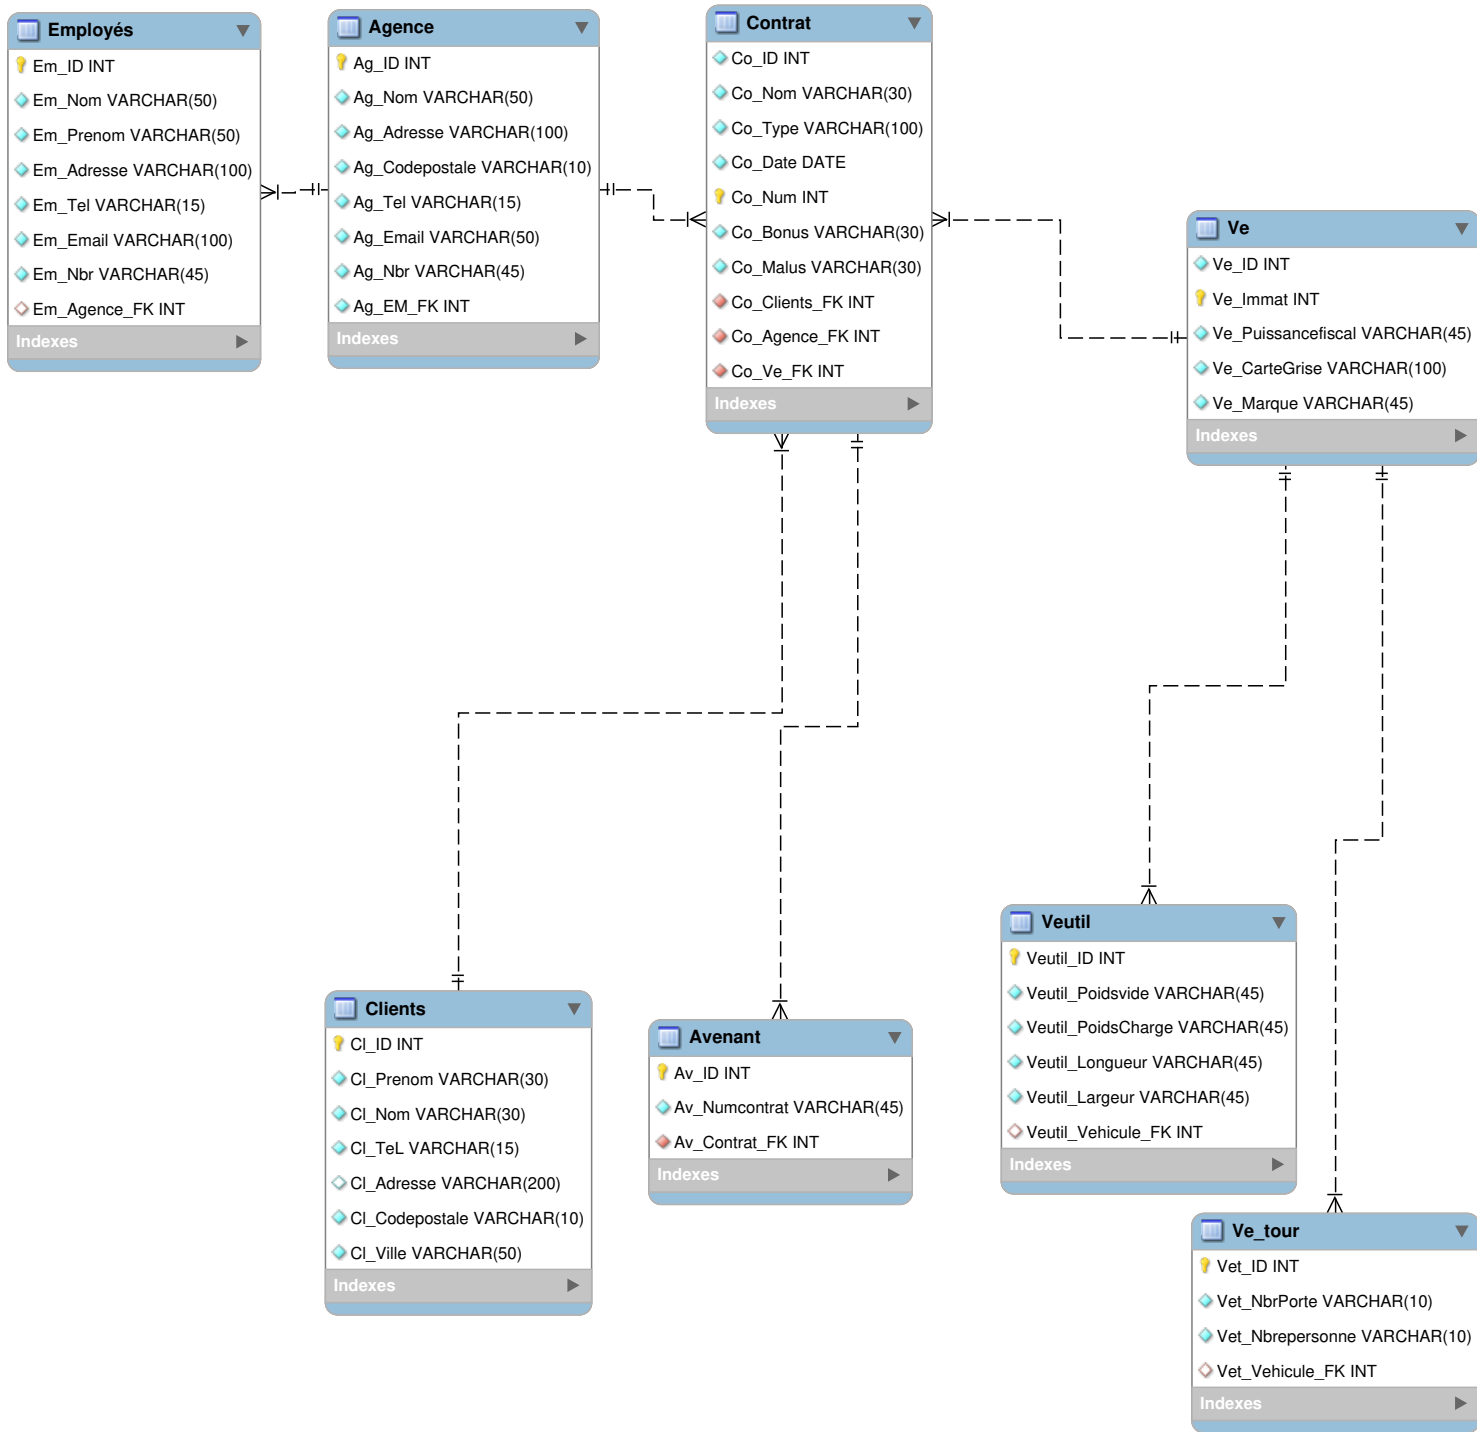 Employés
Em_ID INT
Em_Nom VARCHAR(50)
Em_Prenom VARCHAR(50)
Em_Adresse VARCHAR(100)
Em_Tel VARCHAR(15)
Em_Email VARCHAR(100)
Em_Nbr VARCHAR(45)
Em_Agence_FK INT
Indexes
Agence
Ag_ID INT
Ag_Nom VARCHAR(50)
Ag_Adresse VARCHAR(100)
Ag_Codepostale VARCHAR(10)
Ag_Tel VARCHAR(15)
Ag_Email VARCHAR(50)
Ag_Nbr VARCHAR(45)
Ag_EM_FK INT
Indexes
Contrat
Co_ID INT
Co_Nom VARCHAR(30)
Co_Type VARCHAR(100)
Co_Date DATE
Co_Num INT
Co_Bonus VARCHAR(30)
Co_Malus VARCHAR(30)
Co_Clients_FK INT
Co_Agence_FK INT
Co_Ve_FK INT
Indexes
Ve
Ve_ID INT
Ve_Immat INT
Ve_Puissancefiscal VARCHAR(45)
Ve_CarteGrise VARCHAR(100)
Ve_Marque VARCHAR(45)
Indexes
Clients
Cl_ID INT
Cl_Prenom VARCHAR(30)
Cl_Nom VARCHAR(30)
Cl_TeL VARCHAR(15)
Cl_Adresse VARCHAR(200)
Cl_Codepostale VARCHAR(10)
Cl_Ville VARCHAR(50)
Indexes
Avenant
Av_ID INT
Av_Numcontrat VARCHAR(45)
Av_Contrat_FK INT
Indexes
Veutil
Veutil_ID INT
Veutil_Poidsvide VARCHAR(45)
Veutil_PoidsCharge VARCHAR(45)
Veutil_Longueur VARCHAR(45)
Veutil_Largeur VARCHAR(45)
Veutil_Vehicule_FK INT
Indexes
Ve_tour
Vet_ID INT
Vet_NbrPorte VARCHAR(10)
Vet_Nbrepersonne VARCHAR(10)
Vet_Vehicule_FK INT
Indexes